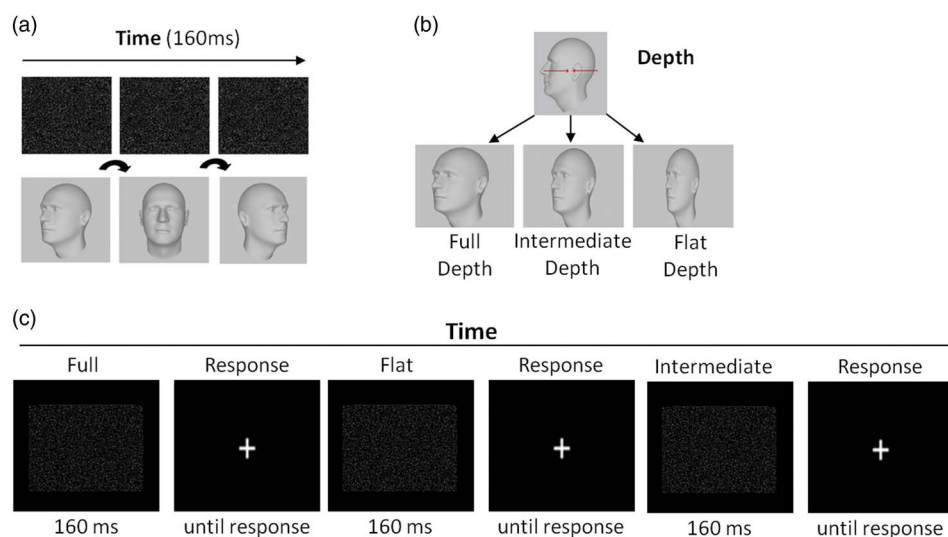 (a)
Time (160ms)
(b)
Depth
Full
Depth
Intermediate
Depth
Flat
Depth
(c)
Time
Full Response Flat Response Intermediate Response
160 ms until response 160 ms until response 160 ms until response